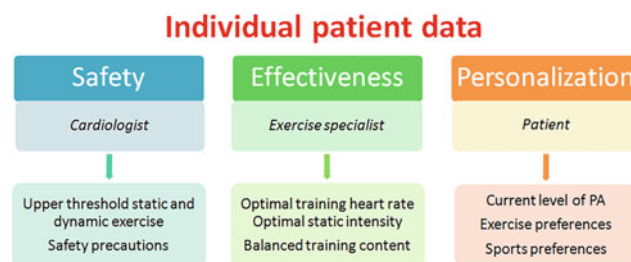 Individual patient data
Safety
Cardiologist
Upper threshold static and
dynamic exercise
Safety precautions
Effectiveness
Exercise specialist
Optimal training heart rate
Optimal static intensity
Balanced training content
Personalization
Patient
Current level of PA
Exercise preferences
Sports preferences